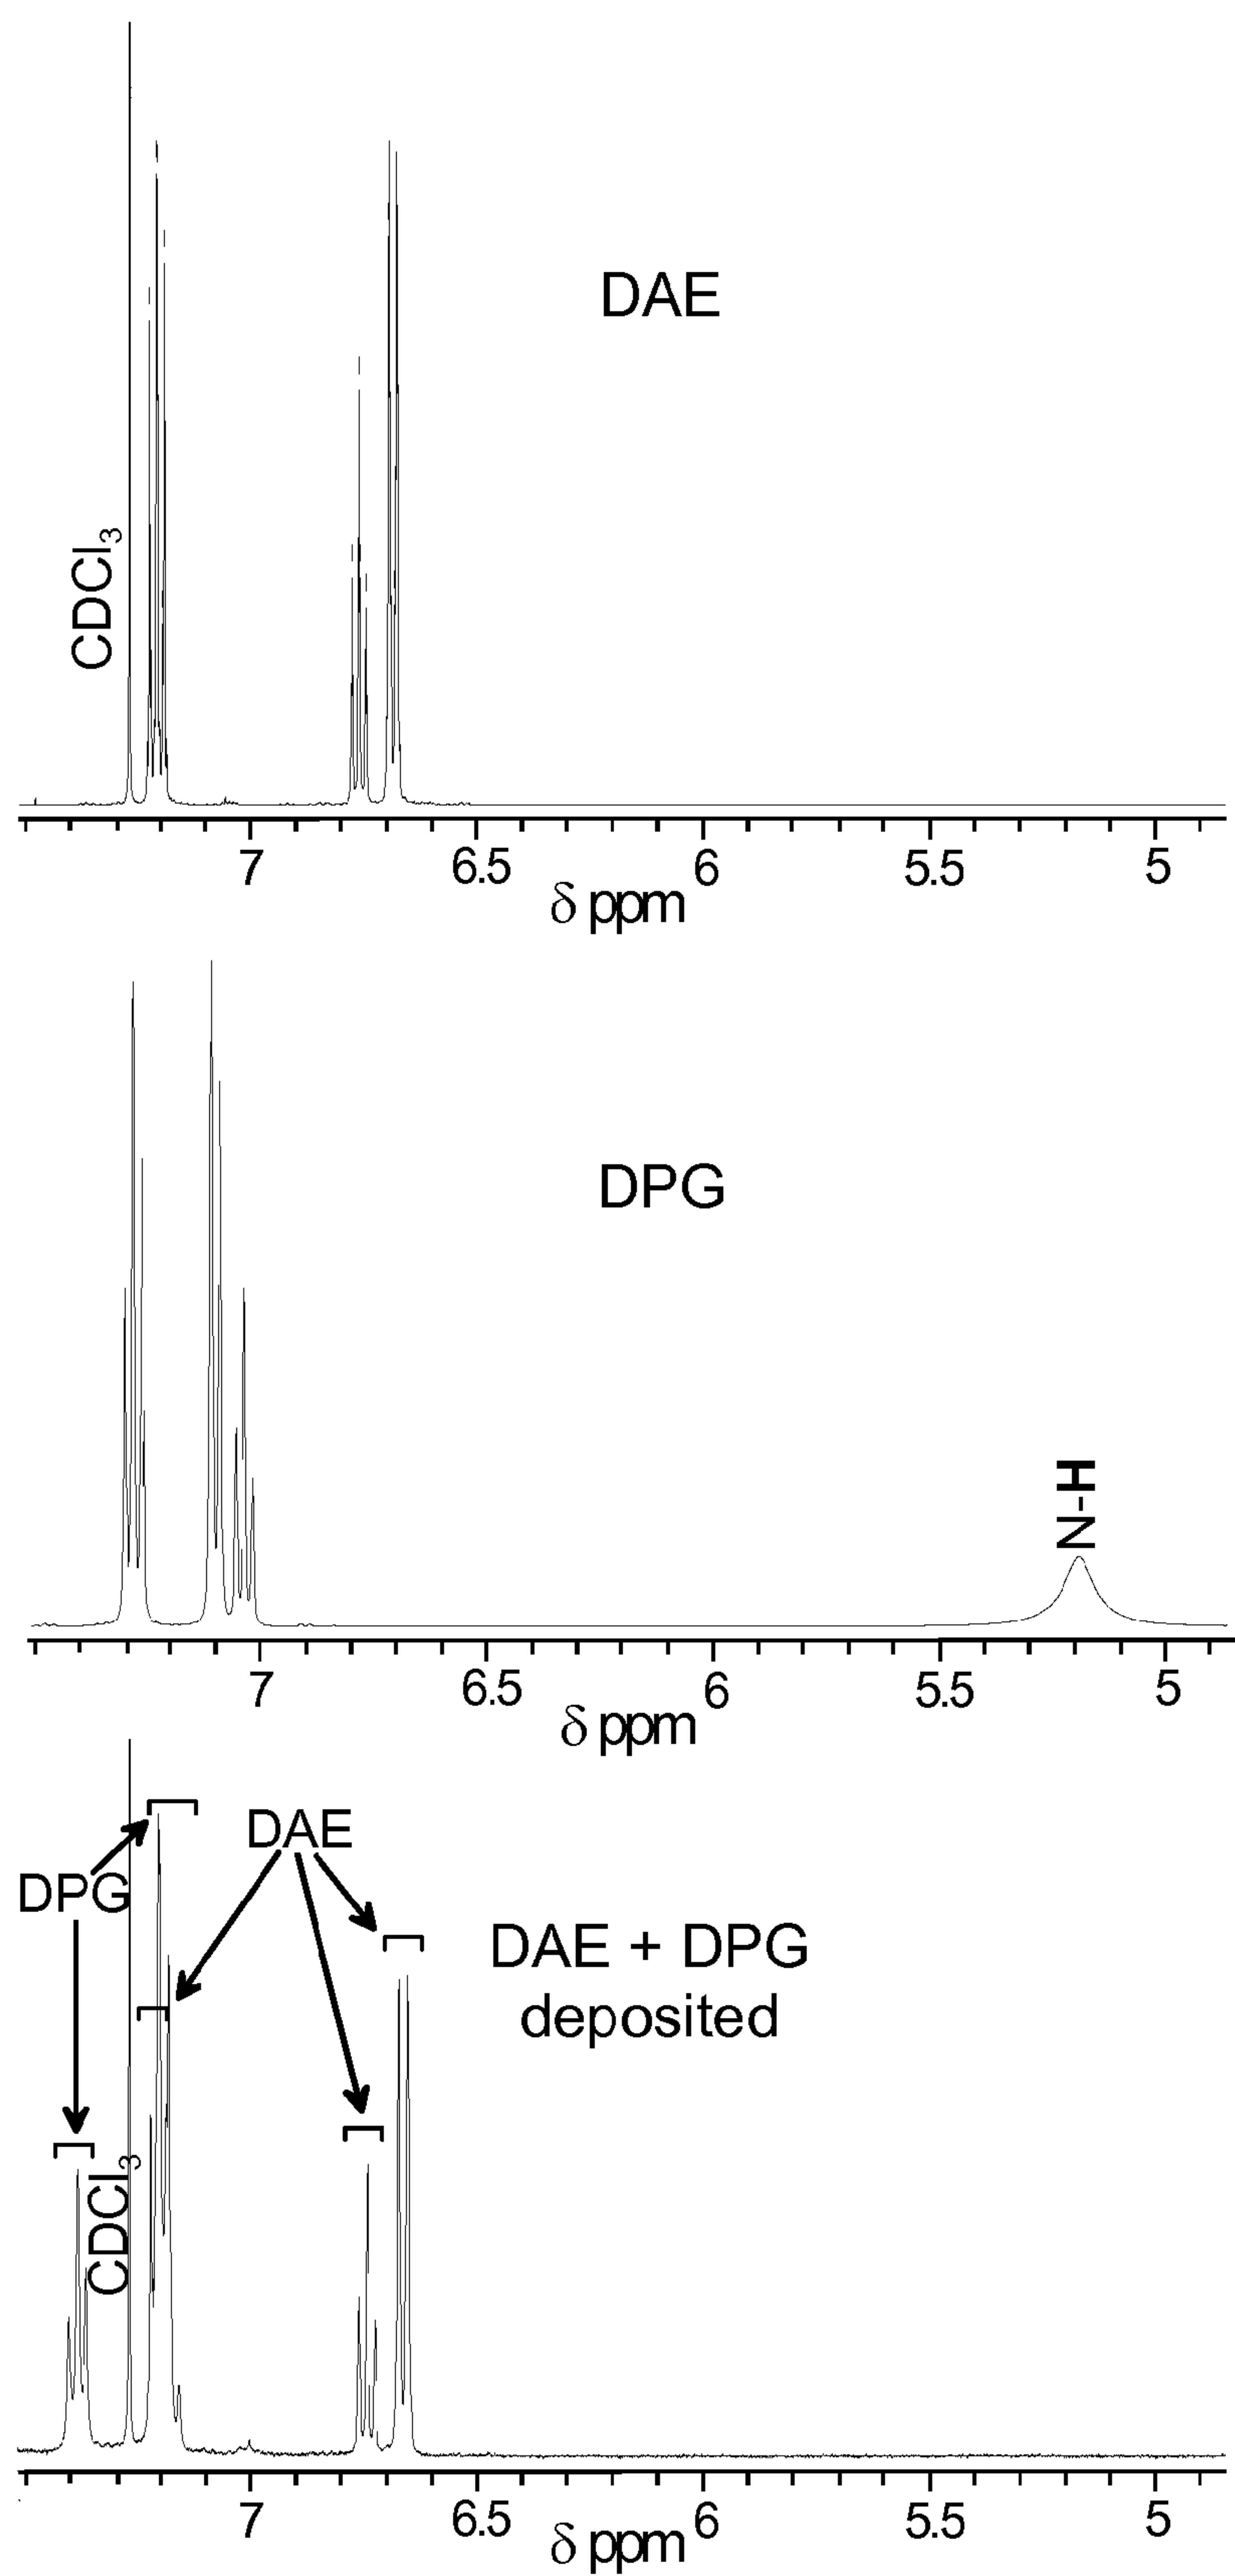 DAE
CDCl₃
7 6.5 6 5.5 5
δ ppm
DPG
N-H
7 6.5 6 5.5 5
δ ppm
DAE
DPG
DAE + DPG
deposited
CDCl₃
7 6.5 6 5.5 5
δ ppm